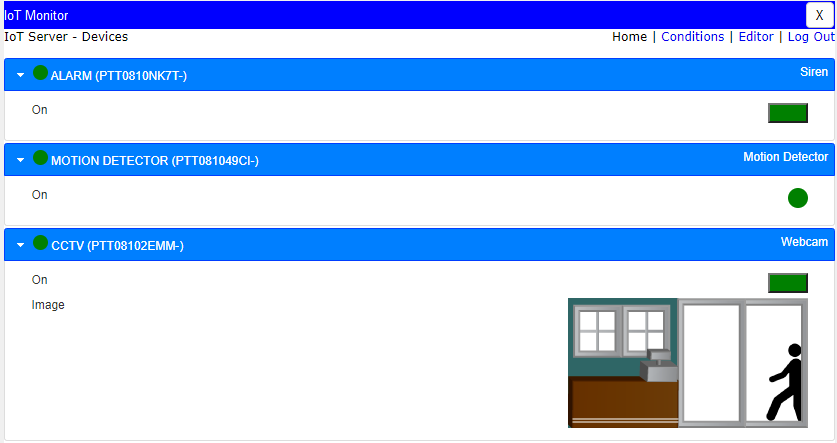 IoT Monitor X
IoT Server - Devices Home | Conditions | Editor | Log Out
ALARM (PTT0810NK7T-) Siren
On
MOTION DETECTOR (PTT081049CI-) Motion Detector
On
CCTV (PTT08102EMM-) Webcam
On
Image